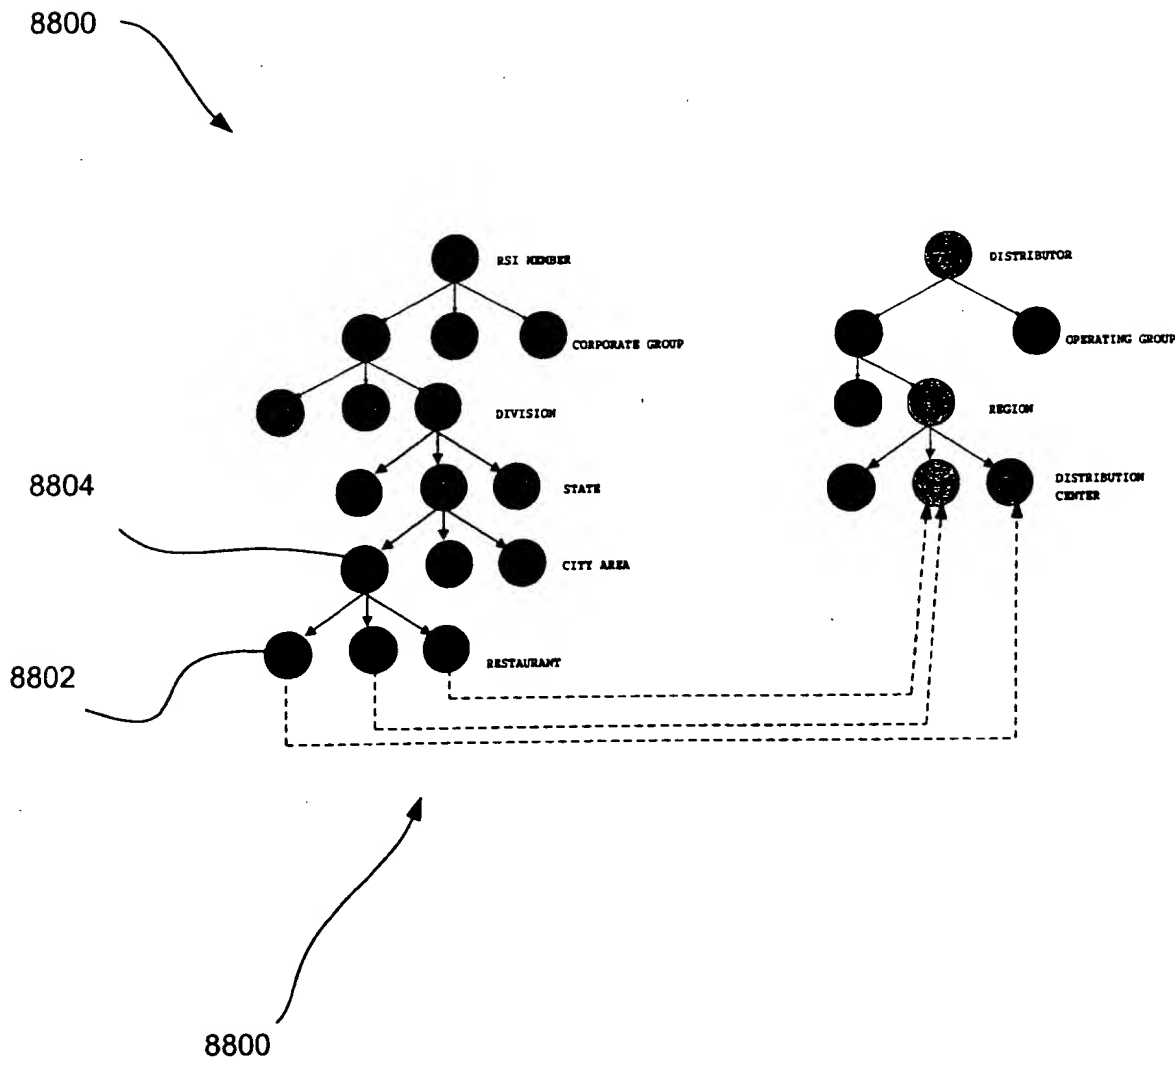 8800
RSI MEMBER
DISTRIBUTOR
CORPORATE GROUP
OPERATING GROUP
DIVISION
REGION
8804
STATE
DISTRIBUTION
CENTER
CITY AREA
8802
RESTAURANT
8800